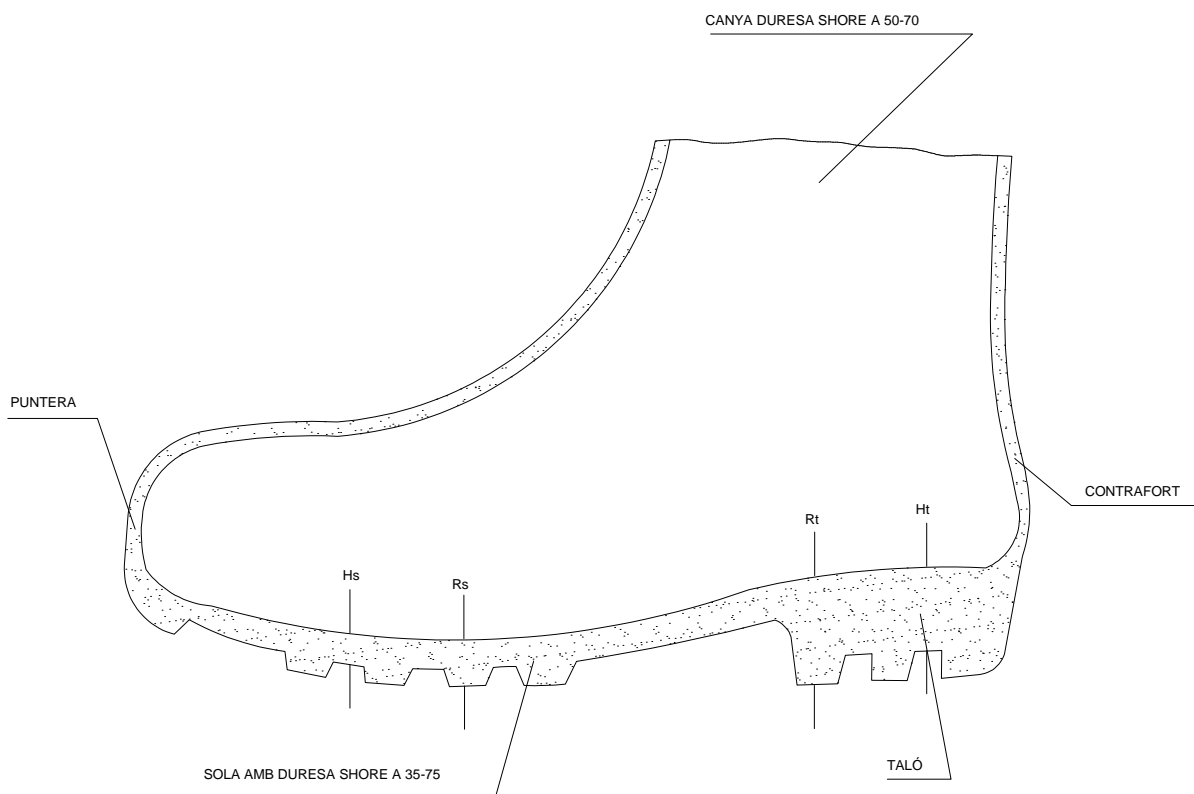 CANYA DURESA SHORE A 50-70
PUNTERA
CONTRAFORT
Rt
Ht
Hs
Rs
SOLA AMB DURESA SHORE A 35-75
TALÓ